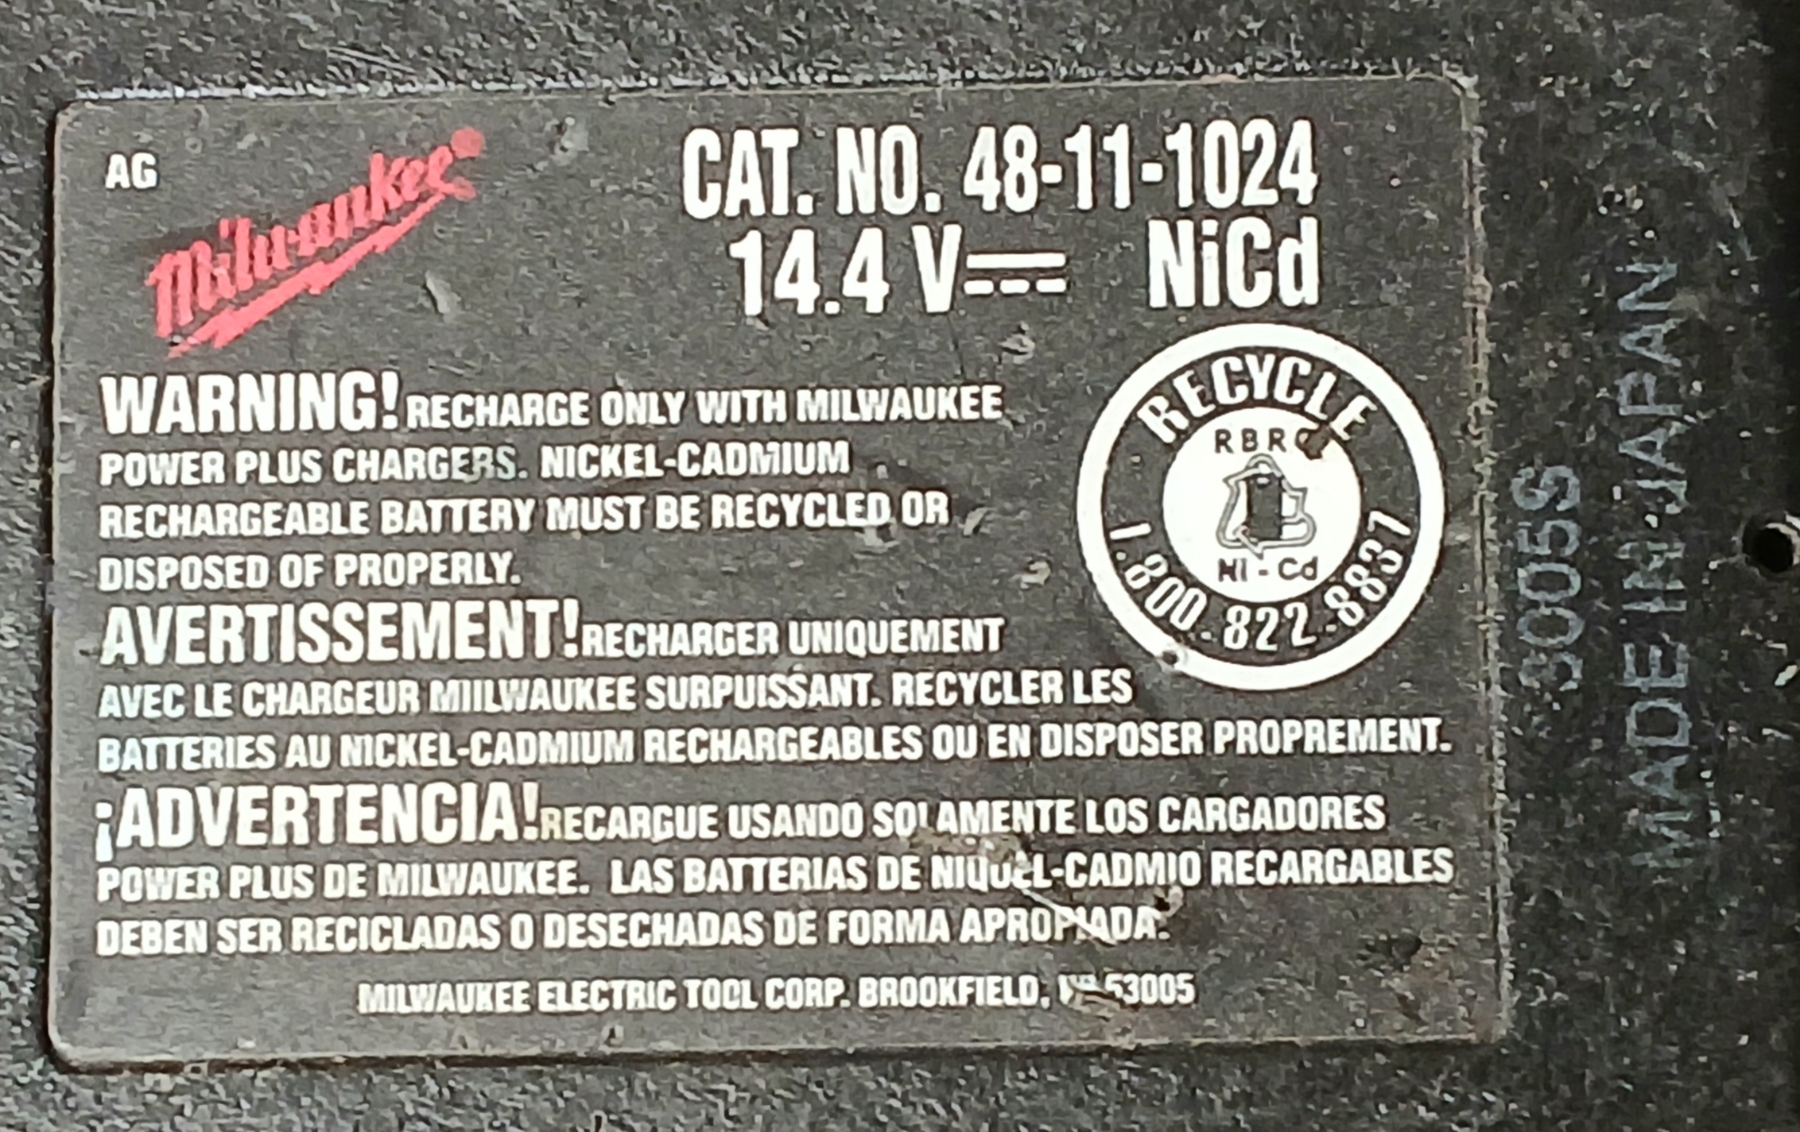 AG
Milwaukee®
CAT. NO. 48-11-1024
14.4 V NiCd
WARNING! RECHARGE ONLY WITH MILWAUKEE
POWER PLUS CHARGERS. NICKEL-CADMIUM
RECHARGEABLE BATTERY MUST BE RECYCLED OR
DISPOSED OF PROPERLY.
RECYCLE
RBRC
Ni-Cd
1.800.822.8837
AVERTISSEMENT! RECHARGER UNIQUEMENT
AVEC LE CHARGEUR MIILWAUKEE SURPUISSANT. RECYCLER LES
BATTERIES AU NICKEL-CADMIUM RECHARGEABLES OU EN DISPOSER PROPREMENT.
¡ADVERTENCIA! RECARGUE USANDO SOLAMENTE LOS CARGADORES
POWER PLUS DE MILWAUKEE. LAS BATTERIAS DE NIQUEL-CADMIO RECARGABLES
DEBEN SER RECICLADAS O DESECHADAS DE FORMA APROPIADA.
MILWAUKEE ELECTRIC TOOL CORP. BROOKFIELD, 53005
3005S
MADE IN JAPAN